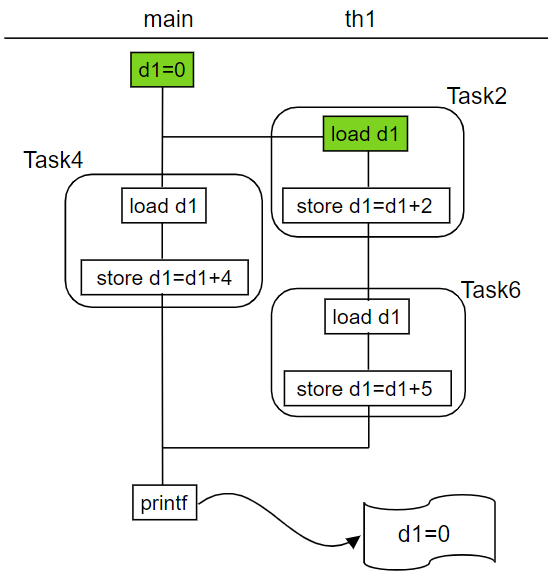 main
th1
d1=0
Task2
load d1
Task4
load d1
store d1=d1+2
store d1=d1+4
Task6
load d1
store d1=d1+5
printf
d1=0